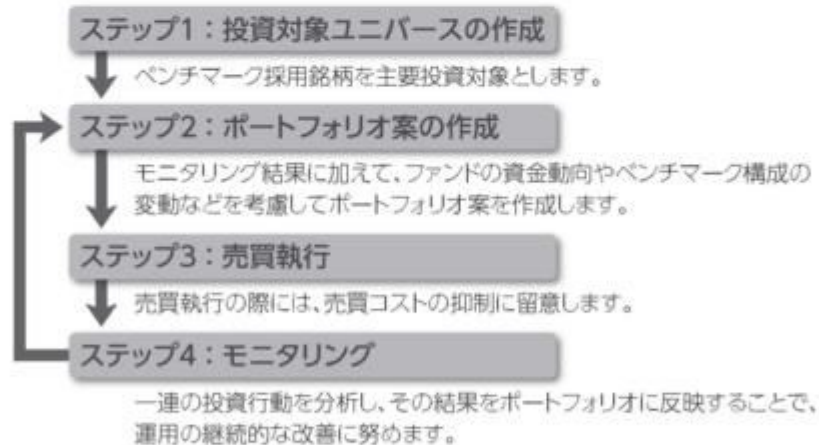 ステップ1：投資対象ユニバースの作成
ベンチマーク採用銘柄を主要投資対象とします。
ステップ2：ポートフォリオ案の作成
モニタリング結果に加えて、ファンドの資金動向やベンチマーク構成の
変動などを考慮してポートフォリオ案を作成します。
ステップ3：売買執行
売買執行の際には、売買コストの抑制に留意します。
ステップ4：モニタリング
一連の投資行動を分析し、その結果をポートフォリオに反映することで、
運用の継続的な改善に努めます。